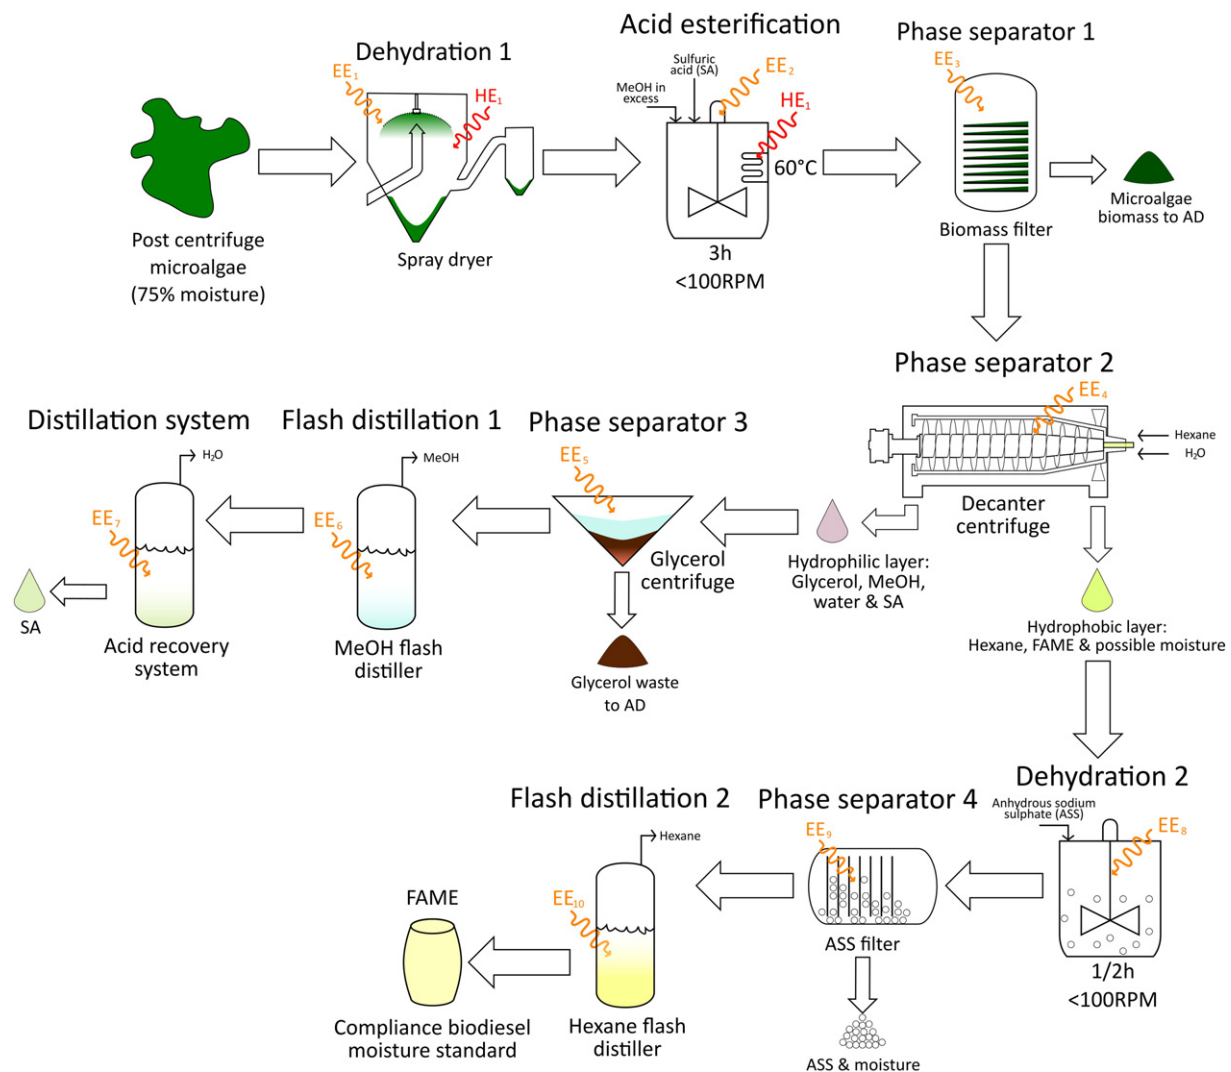 Dehydration 1
EE1
HE1
Post centrifuge
microalgae
(75% moisture)
Spray dryer
Acid esterification
Sulfuric
acid (SA)
MeOH in
excess
EE2
HE1
60°C
3h
<100RPM
Phase separator 1
EE3
Biomass filter
Microalgae
biomass to AD
Phase separator 2
EE4
Hexane
H2O
Decanter
centrifuge
Hydrophilic layer:
Glycerol, MeOH,
water & SA
Hydrophobic layer:
Hexane, FAME & possible moisture
Phase separator 3
EE5
Glycerol
centrifuge
Glycerol waste
to AD
Flash distillation 1
MeOH
EE6
MeOH flash
distiller
Distillation system
H2O
EE7
SA
Acid recovery
system
Dehydration 2
Anhydrous sodium
sulphate (ASS)
EE8
1/2h
<100RPM
Phase separator 4
EE9
ASS filter
ASS & moisture
Flash distillation 2
Hexane
EE10
Hexane flash
distiller
FAME
Compliance biodiesel
moisture standard